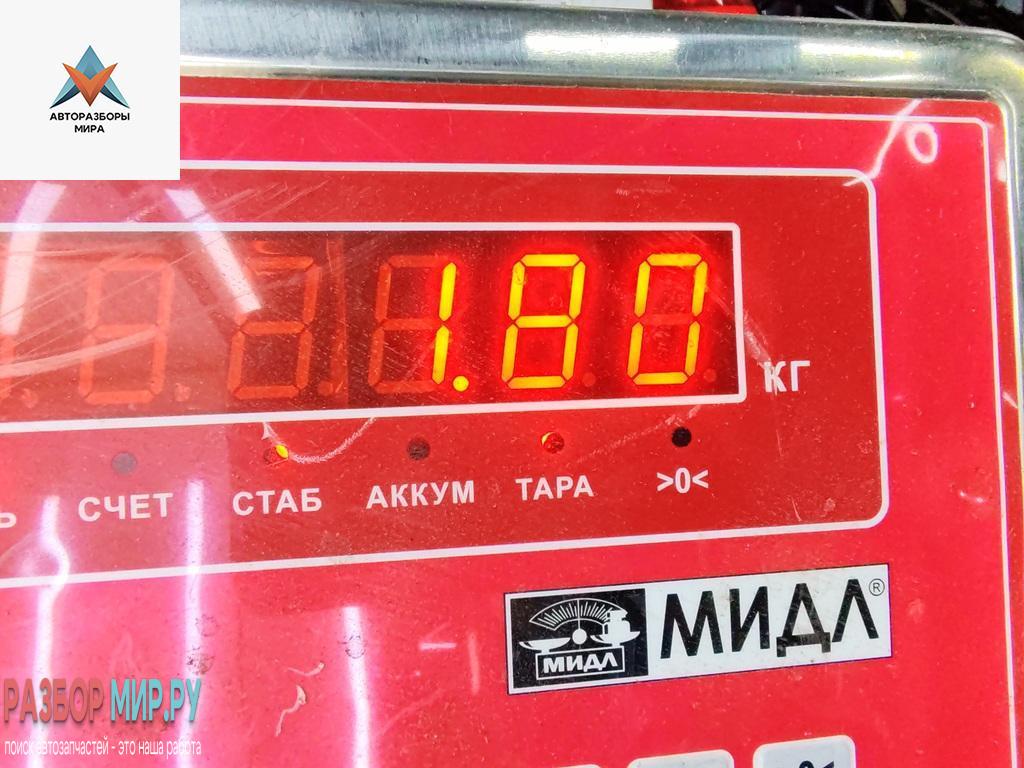 АВТОРАЗБОРЫ
МИРА
1.80
КГ
СЧЕТ СТАБ АККУМ ТАРА >0<
МИДЛ МИДЛ®
РАЗБОР МИР.РУ
поиск автозапчастей - это наша работа